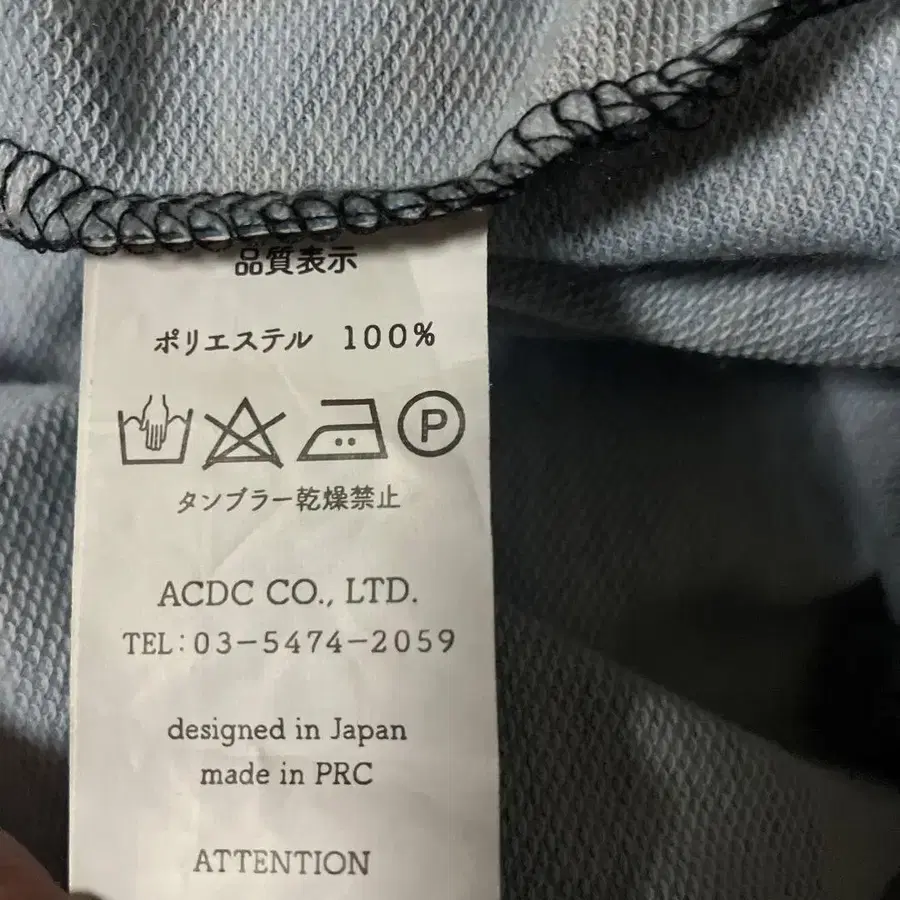 品質表示
ポリエステル 100%
P
タンブラー乾燥禁止
ACDC CO., LTD.
TEL:03-5474-2059
designed in Japan
made in PRC
ATTENTION